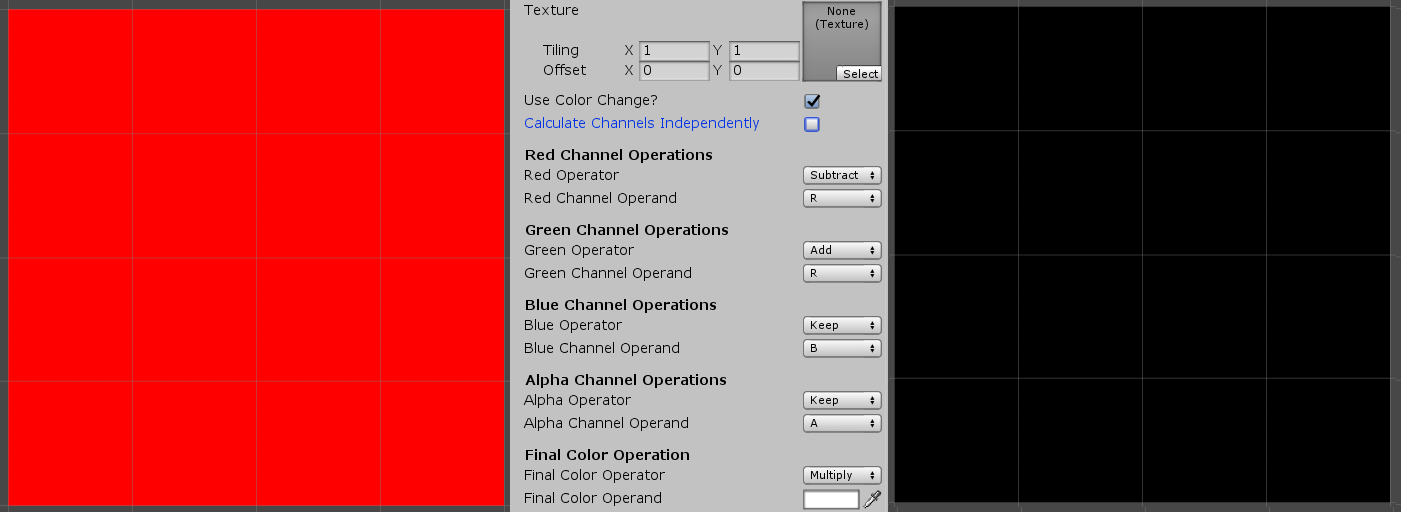 Texture
None
(Texture)
Tiling X 1 Y 1
Offset X 0 Y 0
Select
Use Color Change?
Calculate Channels Independently
Red Channel Operations
Red Operator Subtract
Red Channel Operand R
Green Channel Operations
Green Operator Add
Green Channel Operand R
Blue Channel Operations
Blue Operator Keep
Blue Channel Operand B
Alpha Channel Operations
Alpha Operator Keep
Alpha Channel Operand A
Final Color Operation
Final Color Operator Multiply
Final Color Operand